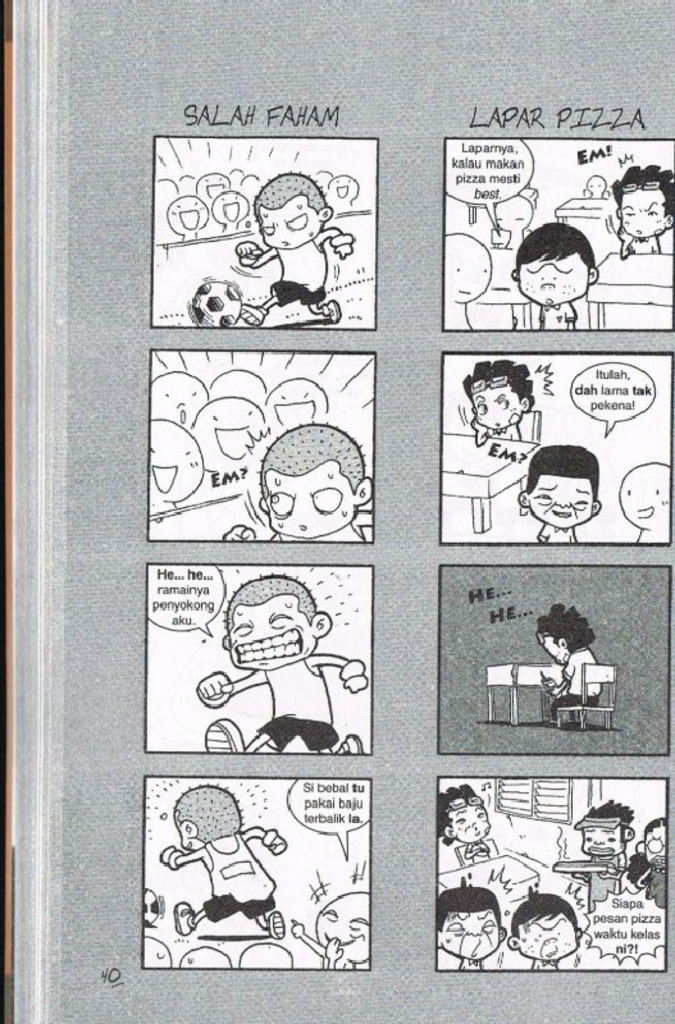 SALAH FAHAM
EM?
He... he...
ramainya
penyokong
aku..
Si bebal tu
pakai baju
terbalik la.
LAPAR PIZZA
Laparnya,
kalau makan
pizza mesti
best.
EM!
Itullah,
dah lama tak
pekena!
EM?
HE...
HE...
Siapa
pesan pizza
waktu kelas
ni?!
40